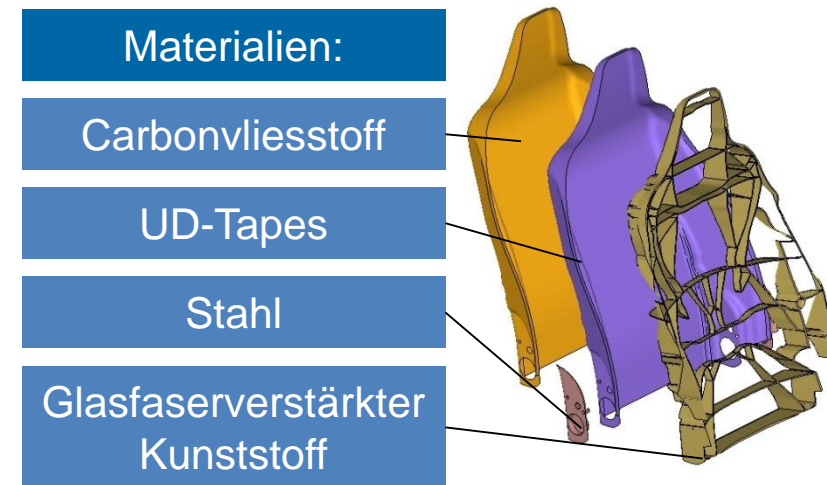 Materialien:
Carbonvliesstoff
UD-Tapes
Stahl
Glasfaserverstärkter
Kunststoff